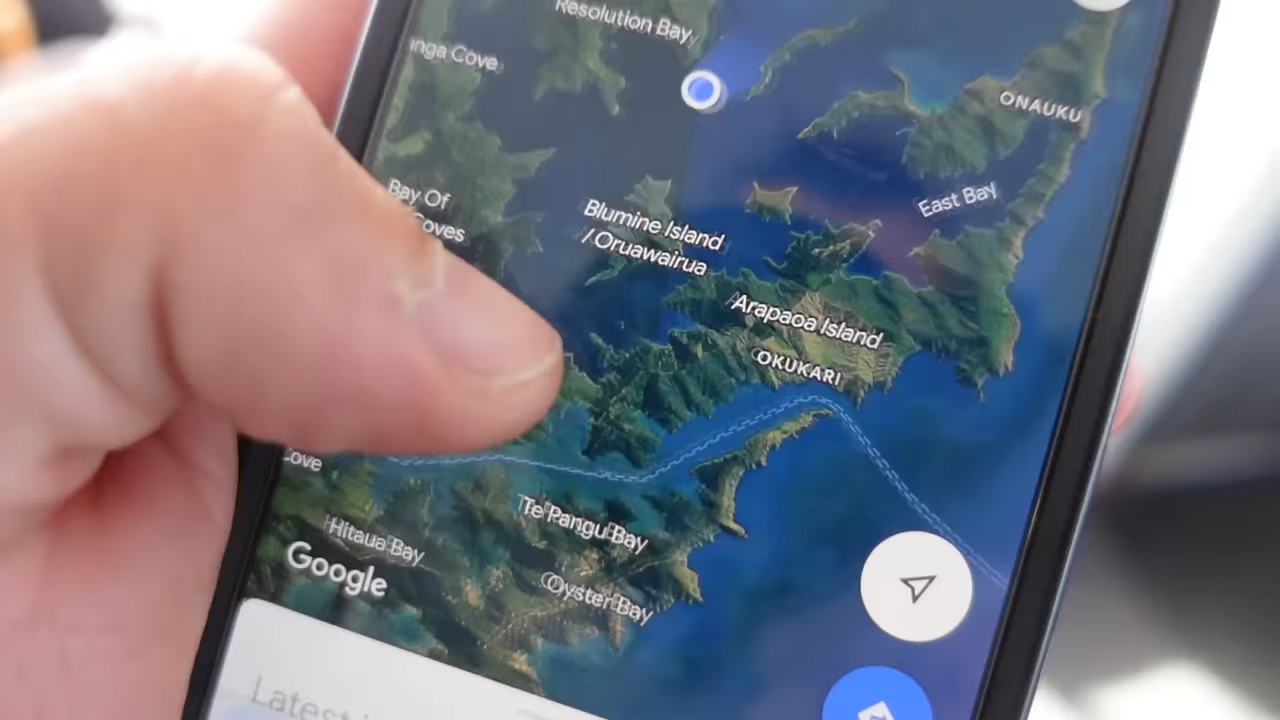 Resolution Bay
nga Cove
ONAUKU
Bay Of
Coves
East Bay
Blumine Island
/ Oruawairua
Arapaoa Island
OKUKARI
Cove
Te Pangu Bay
Hitaua Bay
Google
Oyster Bay
Latest